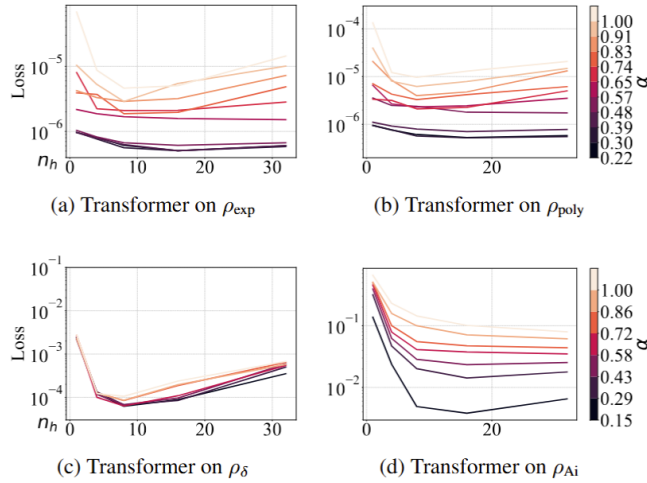 Loss
10^{-5}
10^{-6}
n_h
0 10 20 30
(a) Transformer on ρ_exp
10^{-4}
10^{-5}
10^{-6}
0 20
(b) Transformer on ρ_poly
1.00
0.91
0.83
0.74
0.65
0.57
0.48
0.39
0.30
0.22
α
Loss
10^{-1}
10^{-3}
10^{-4}
n_h
0 10 20 30
(c) Transformer on ρ_δ
10^{-1}
10^{-2}
0 20
(d) Transformer on ρ_Ai
1.00
0.86
0.72
0.58
0.43
0.29
0.15
α